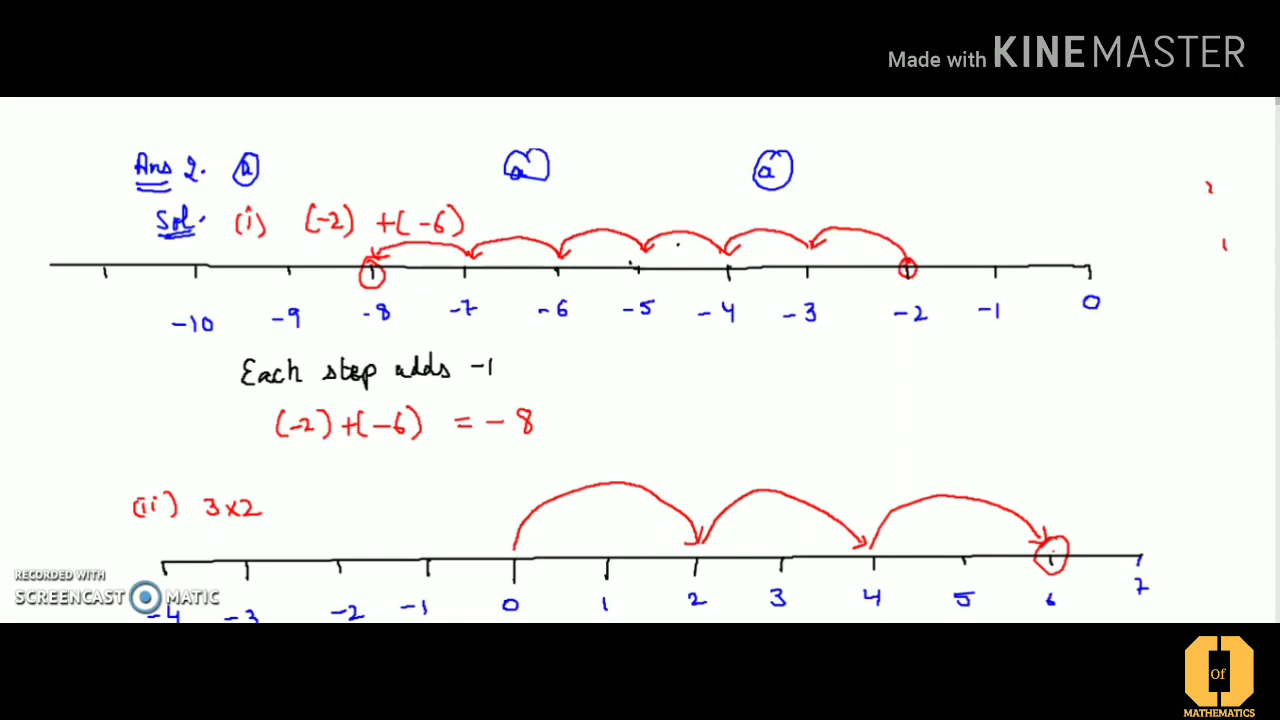 Made with KINEMASTER
Ans 2. a a a
Sol. (i) (-2) +(-6)
-10 -9 -8 -7 -6 -5 -4 -3 -2 -1 0
Each step adds -1
(-2)+(-6) = -8
(ii) 3x2
RECORDED WITH
SCREENCAST MATIC
-4 -3 -2 -1 0 1 2 3 4 5 6 7
Of
MATHEMATICS